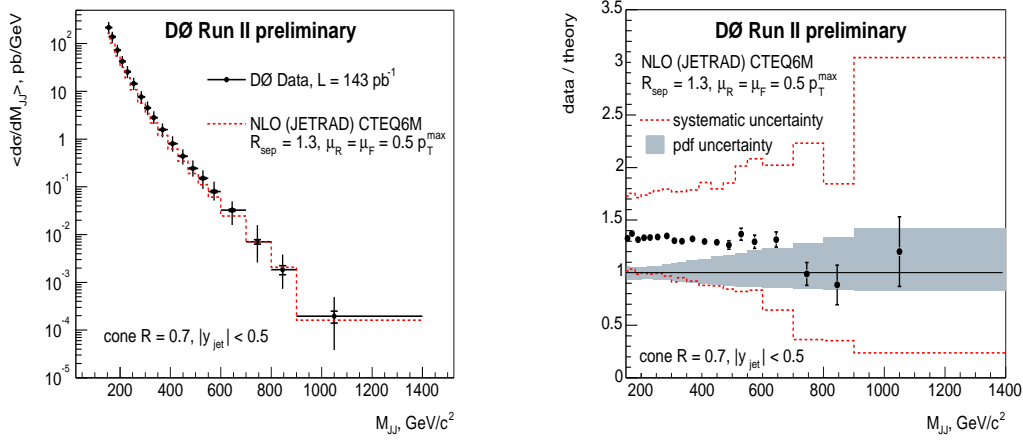 DØ Run II preliminary
<dσ/dM_JJ>, pb/GeV
10^2
10
1
10^-1
10^-2
10^-3
10^-4
10^-5
DØ Data, L = 143 pb^-1
NLO (JETRAD) CTEQ6M
R_sep = 1.3, μ_R = μ_F = 0.5 p_T^max
cone R = 0.7, |y_jet| < 0.5
200 400 600 800 1000 1200 1400
M_JJ, GeV/c^2
DØ Run II preliminary
data / theory
3.5
3
2.5
2
1.5
1
0.5
0
NLO (JETRAD) CTEQ6M
R_sep = 1.3, μ_R = μ_F = 0.5 p_T^max
systematic uncertainty
pdf uncertainty
cone R = 0.7, |y_jet| < 0.5
200 400 600 800 1000 1200 1400
M_JJ, GeV/c^2